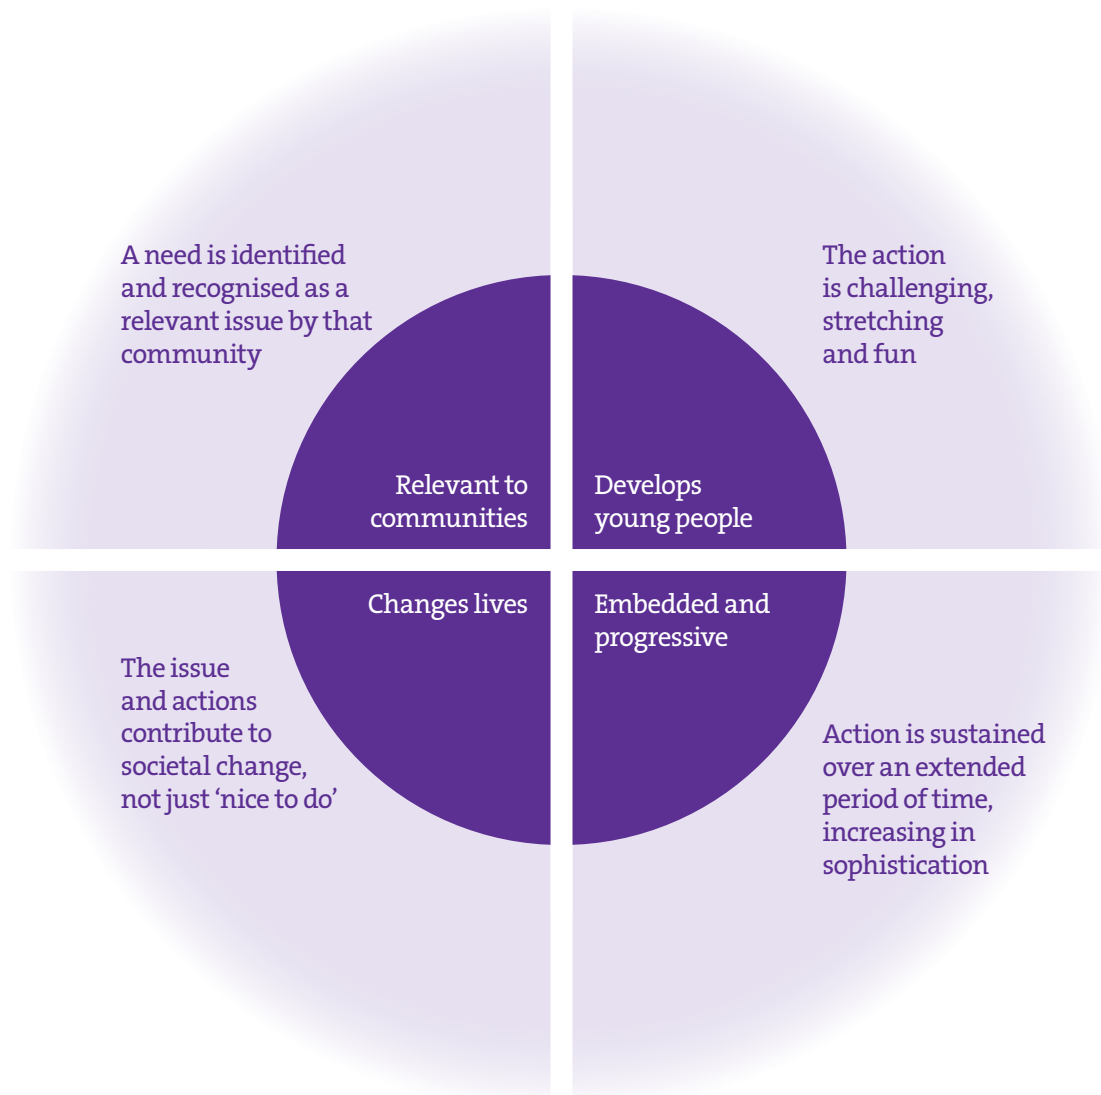 A need is identified
and recognised as a
relevant issue by that
community
Relevant to
communities
The action
is challenging,
stretching
and fun
Develops
young people
Changes lives
The issue
and actions
contribute to
societal change,
not just ‘nice to do’
Embedded and
progressive
Action is sustained
over an extended
period of time,
increasing in
sophistication